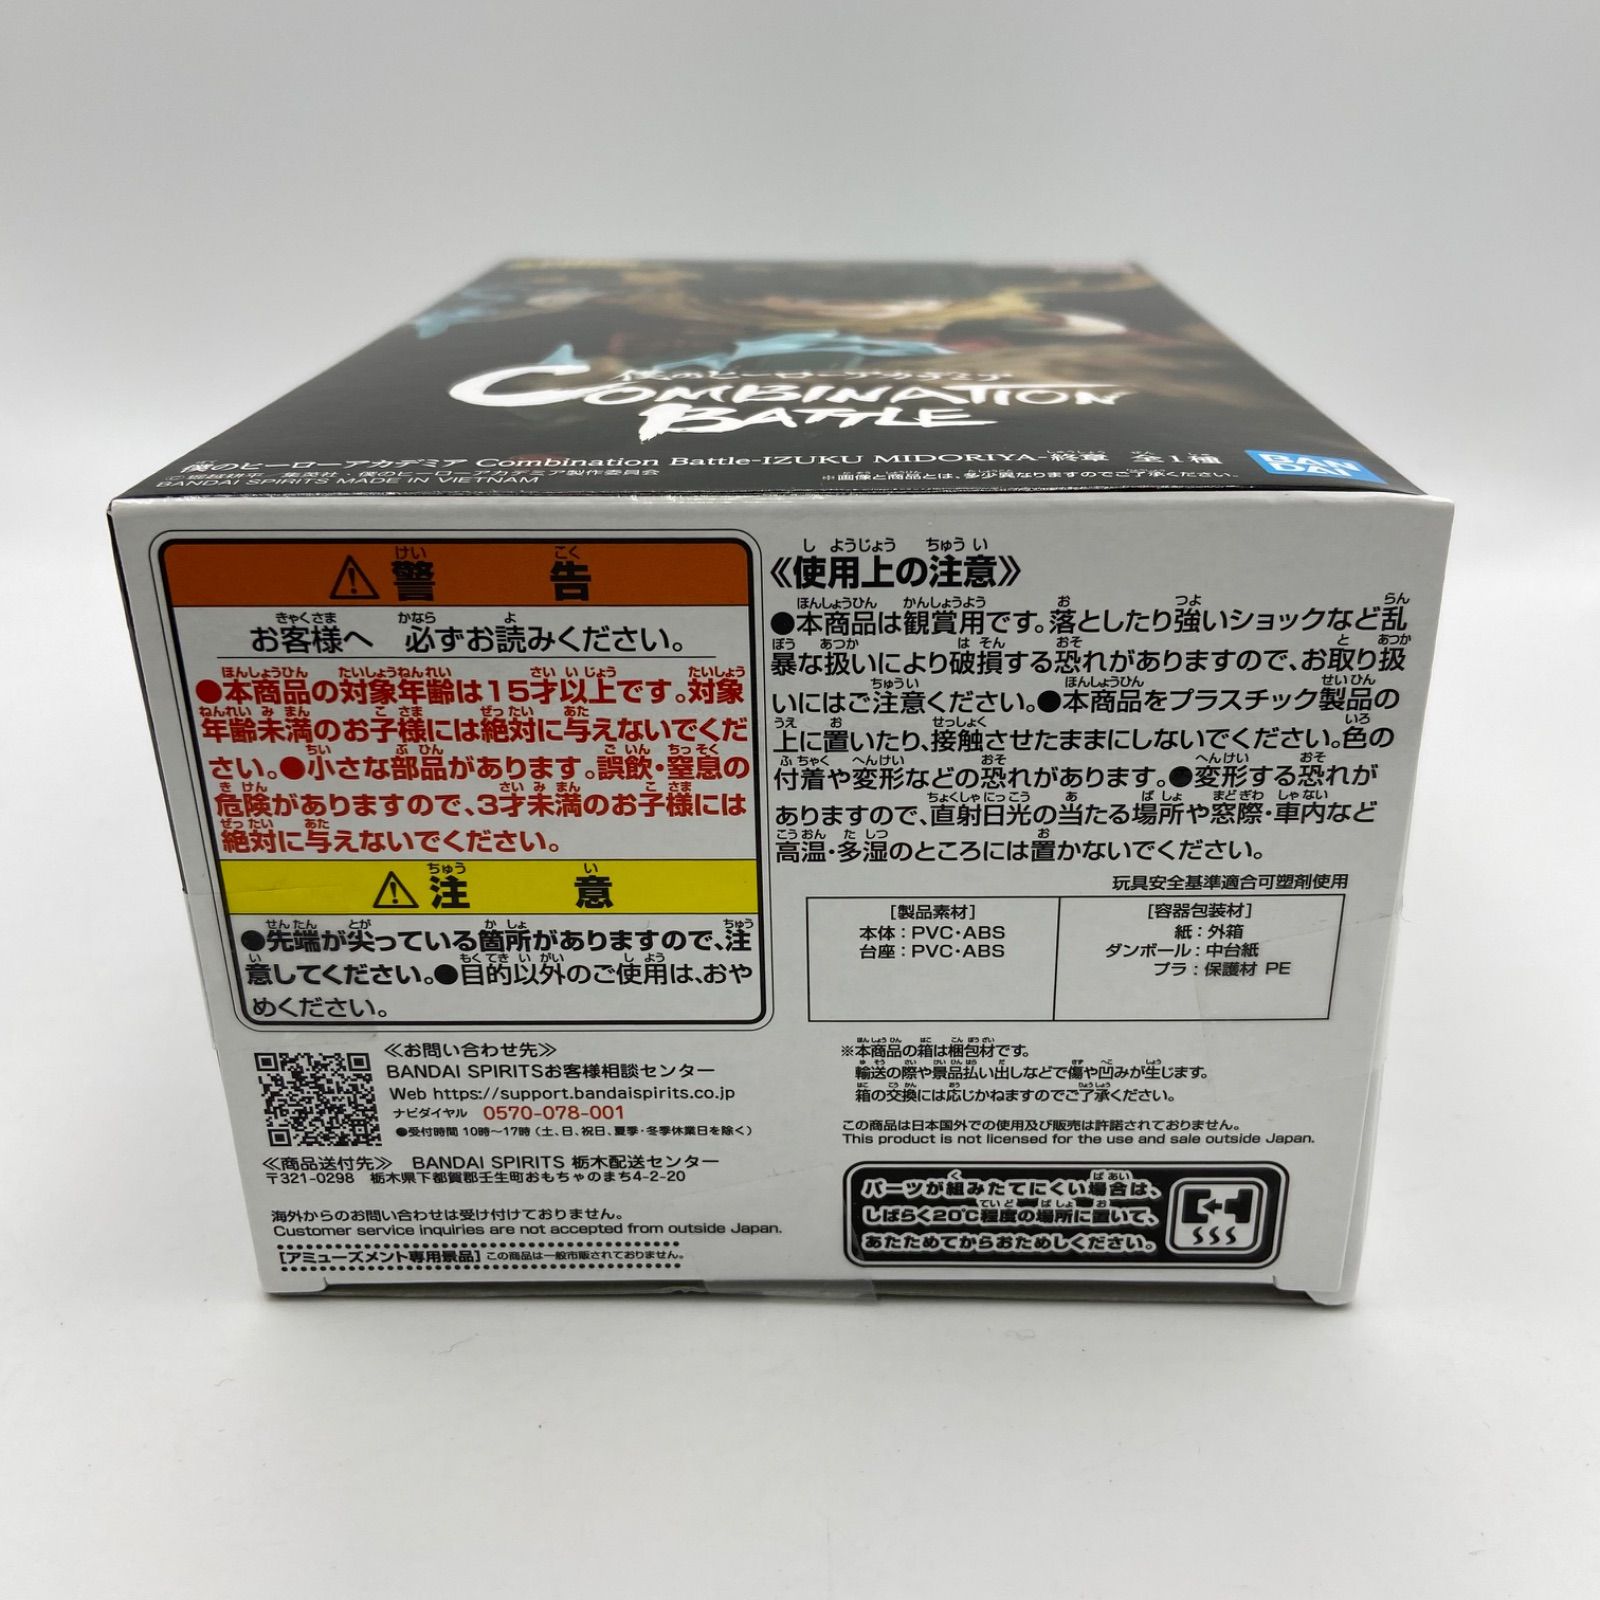 僕のヒーローアカデミア
COMBINATION
BATTLE
僕のヒーローアカデミア Combination Battle-IZUKU MIDORIYA-終章 全1種
©堀越耕平/集英社・僕のヒーローアカデミア製作委員会
BANDAI SPIRITS MADE IN VIETNAM
※画像と商品とは、多少異なりますのでご了承ください。
BANDAI
警告
お客様へ 必ずお読みください。
●本商品の対象年齢は15才以上です。対象
年齢未満のお子様には絶対に与えないでくだ
さい。●小さな部品があります。誤飲・窒息の
危険がありますので、3才未満のお子様には
絶対に与えないでください。
注意
●先端が尖っている箇所がありますので、注
意してください。●目的以外のご使用は、おや
めください。
≪お問い合わせ先≫
BANDAI SPIRITSお客様相談センター
Web https://support.bandaispirits.co.jp
ナビダイヤル 0570-078-001
●受付時間 10時〜17時(土、日、祝日、夏季・冬季休業日を除く)
≪商品送付先≫ BANDAI SPIRITS 栃木配送センター
〒321-0298 栃木県下都賀郡壬生町おもちゃのまち4-2-20
海外からのお問い合わせは受け付けておりません。
Customer service inquiries are not accepted from outside Japan.
[アミューズメント専用景品] この商品は一般市販されておりません。
《使用上の注意》
●本商品は観賞用です。落としたり強いショックなど乱
暴な扱いにより破損する恐れがありますので、お取り扱
いにはご注意ください。●本商品をプラスチック製品の
上に置いたり、接触させたままにしないでください。色の
付着や変形などの恐れがあります。●変形する恐れが
ありますので、直射日光の当たる場所や窓際・車内など
高温・多湿のところには置かないでください。
玩具安全基準適合可塑剤使用
[製品素材]
本体:PVC・ABS
台座:PVC・ABS
[容器包装材]
紙:外箱
ダンボール:中台紙
プラ:保護材 PE
※本商品の箱は梱包材です。
輸送の際や景品払い出しなどで傷や凹みが生じます。
箱の交換には応じかねますのでご了承ください。
この商品は日本国外での使用及び販売は許諾されておりません。
This product is not licensed for the use and sale outside Japan.
パーツが組みたてにくい場合は、
しばらく20℃程度の場所に置いて、
あたためてからおためしください。